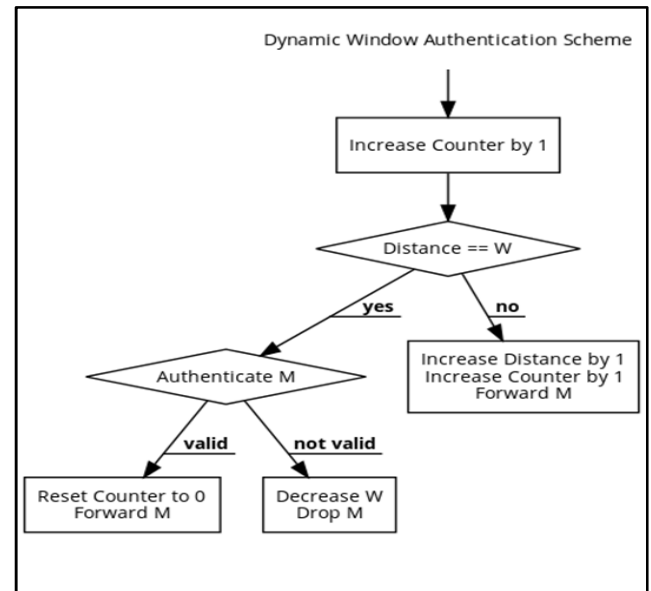 Dynamic Window Authentication Scheme
Increase Counter by 1
Distance == W
yes
no
Increase Distance by 1
Increase Counter by 1
Forward M
Authenticate M
valid
not valid
Reset Counter to 0
Forward M
Decrease W
Drop M